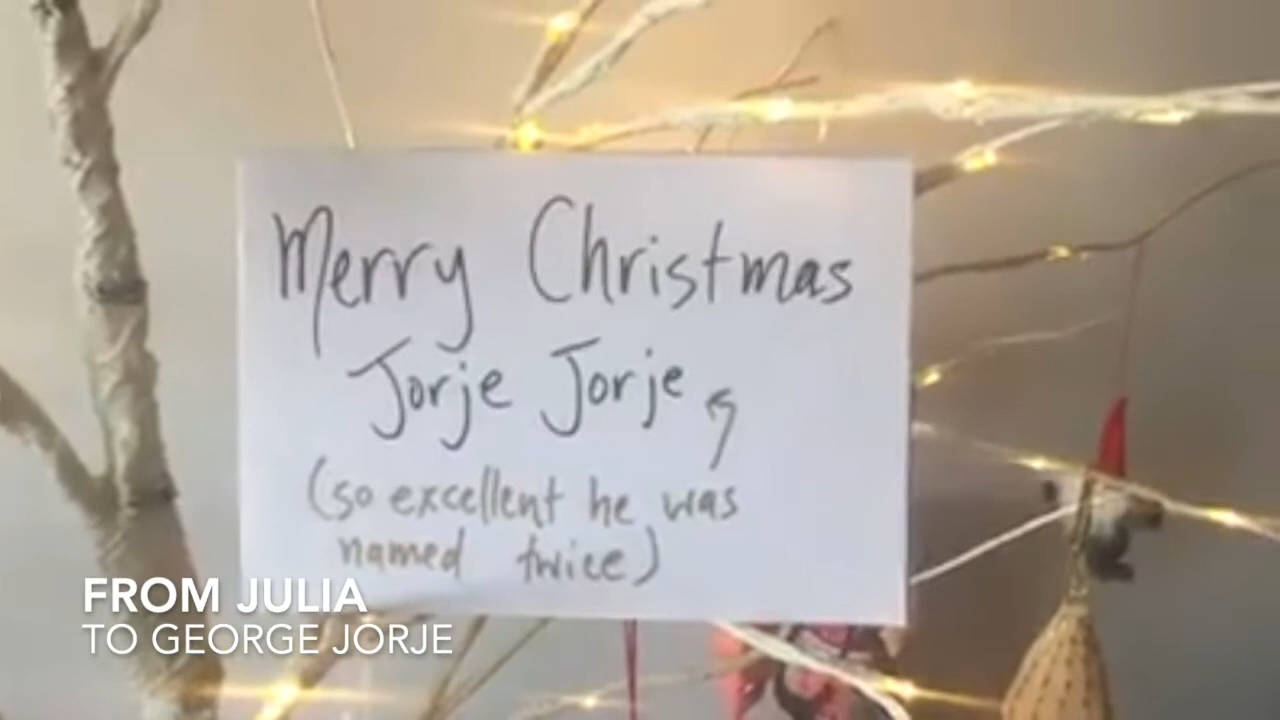 Merry Christmas
Jorje Jorje
(so excellent he was
named twice)
FROM JULIA
TO GEORGE JORJE